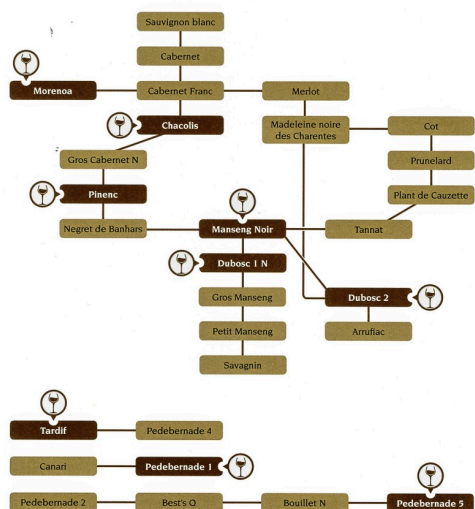 Sauvignon blanc
Cabernet
Morenoa
Cabernet Franc
Merlot
Chacolis
Madeleine noire
des Charentes
Cot
Gros Cabernet N
Prunelard
Pinenc
Plant de Cauzette
Negret de Banhars
Manseng Noir
Tannat
Dubosc 1 N
Gros Manseng
Dubosc 2
Petit Manseng
Arrufiac
Savagnin
Tardif
Pedebernade 4
Canari
Pedebernade 1
Pedebernade 2
Best's Q
Bouillet N
Pedebernade 5